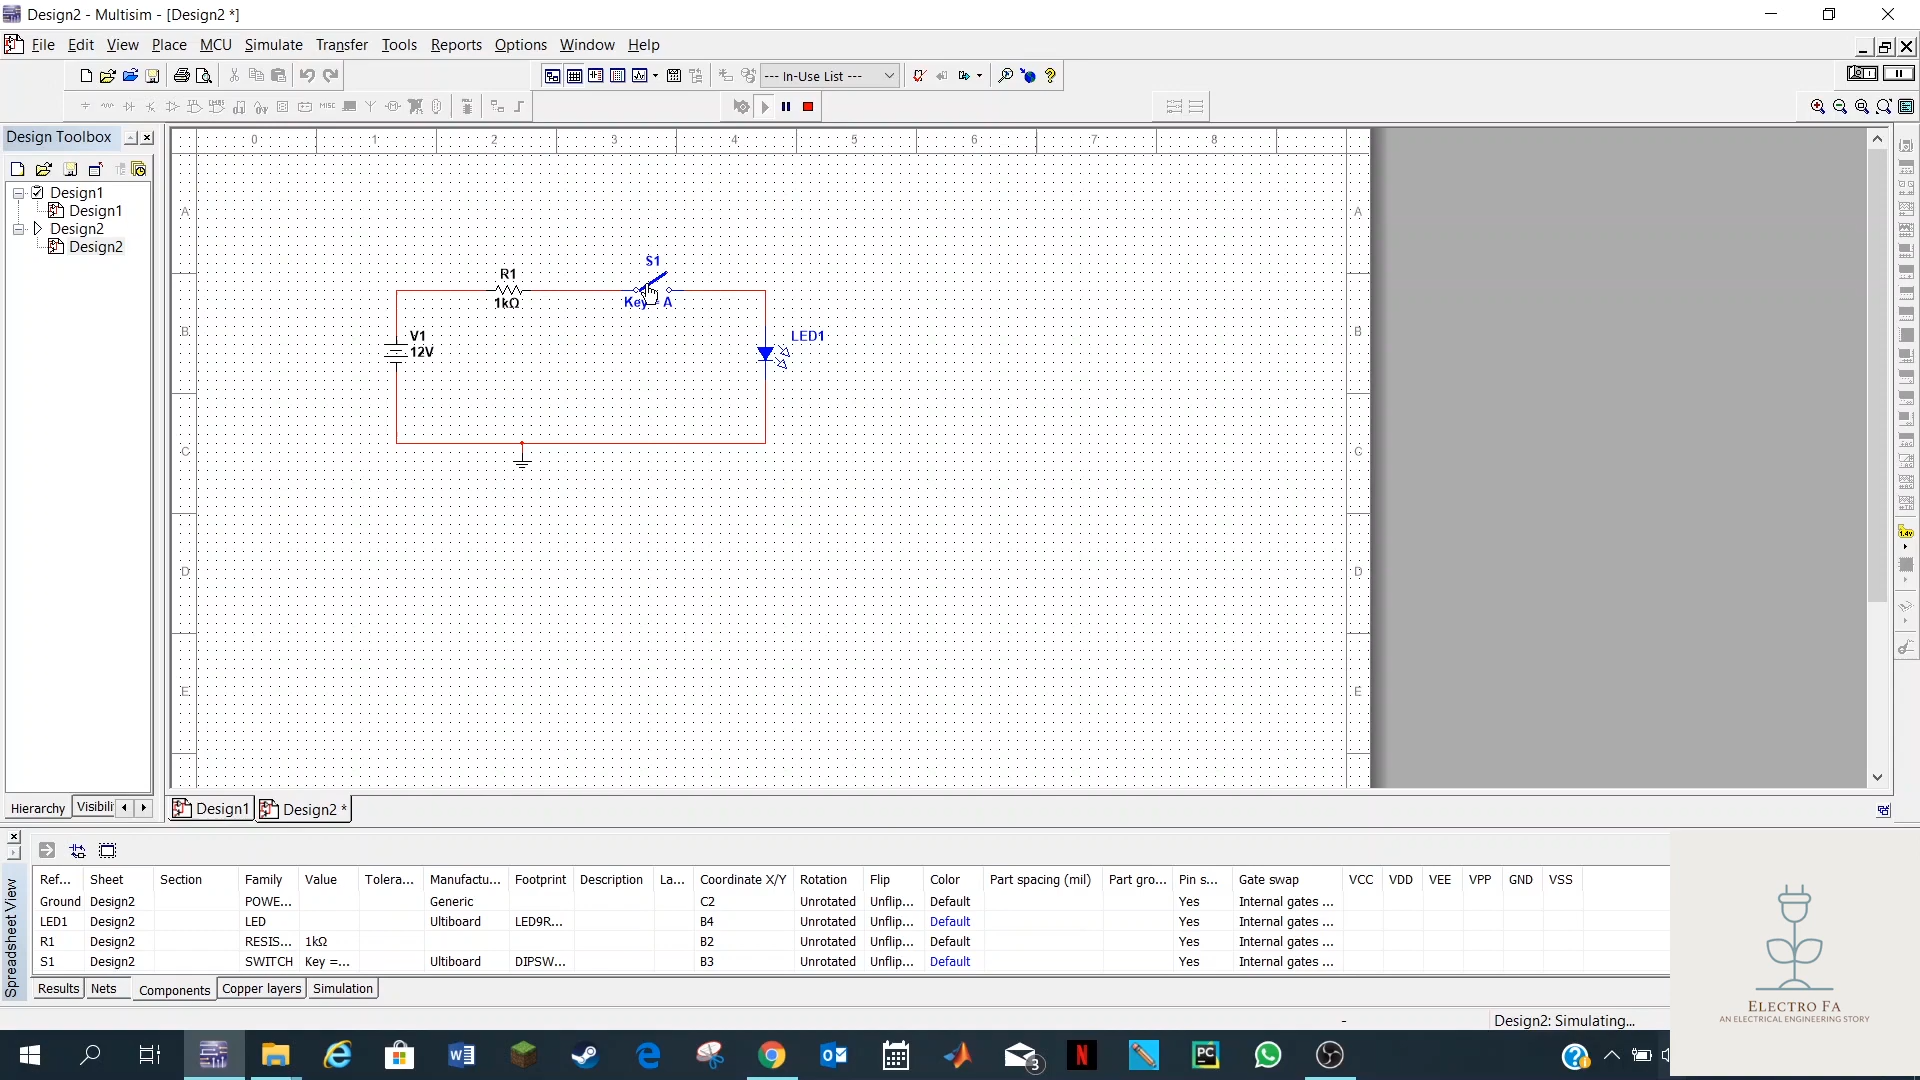 Design2 - Multisim - [Design2 *]
File Edit View Place MCU Simulate Transfer Tools Reports Options Window Help
--- In-Use List ---
MISC
Design Toolbox
Design1
Design1
Design2
Design2
0 1 2 3 4 5 6 7 8
A A
B B
C C
D D
E E
S1
R1
1kΩ
Key = A
V1
12V
LED1
1.4v
Hierarchy Visibili
Design1 Design2 *
Spreadsheet View
Ref... Sheet Section Family Value Tolera... Manufactu... Footprint Description La... Coordinate X/Y Rotation Flip Color Part spacing (mil) Part gro... Pin s... Gate swap VCC VDD VEE VPP GND VSS
Ground Design2 POWE... Generic C2 Unrotated Unflip... Default Yes Internal gates ...
LED1 Design2 LED Ultiboard LED9R... B4 Unrotated Unflip... Default Yes Internal gates ...
R1 Design2 RESIS... 1kΩ B2 Unrotated Unflip... Default Yes Internal gates ...
S1 Design2 SWITCH Key =... Ultiboard DIPSW... B3 Unrotated Unflip... Default Yes Internal gates ...
Results Nets Components Copper layers Simulation
- Design2: Simulating...
ELECTRO FA
AN ELECTRICAL ENGINEERING STORY
W
3
N
PC